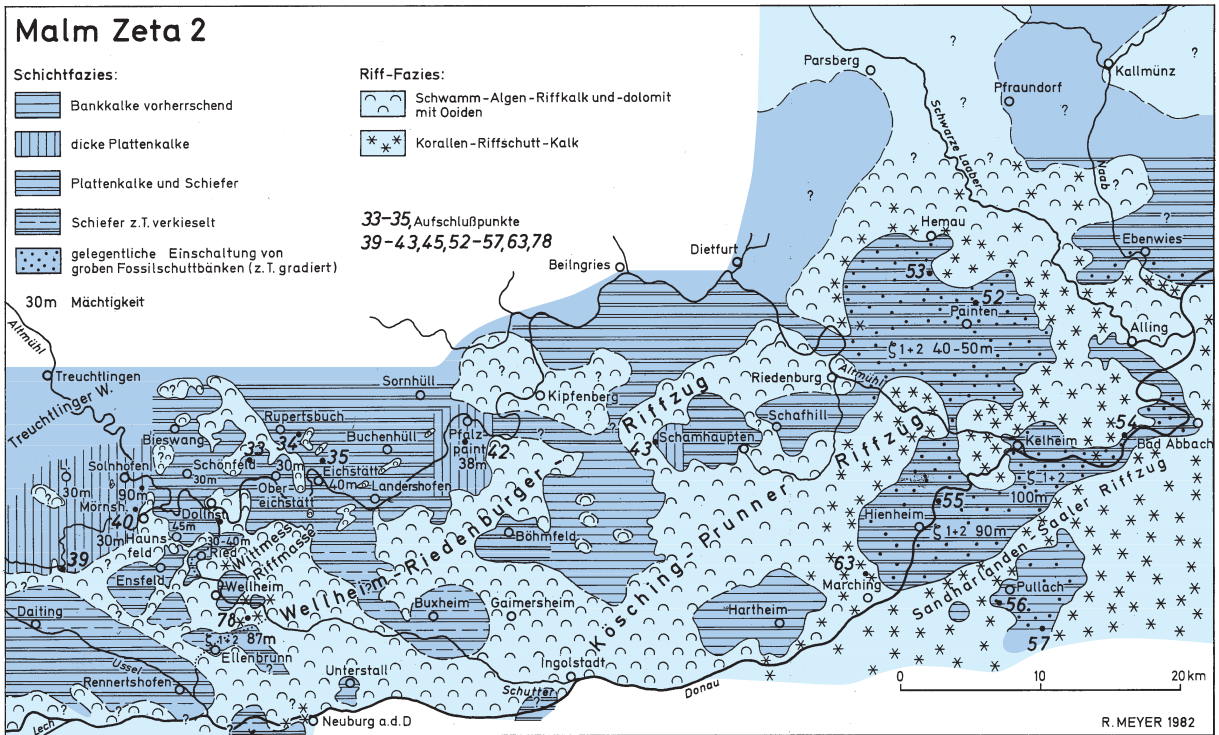 Malm Zeta 2
Schichtfazies:
Bankkalke vorherrschend
dicke Plattenkalke
Plattenkalke und Schiefer
Schiefer z.T. verkieselt
gelegentliche Einschaltung von
groben Fossilschuttbänken (z.T. gradiert)
30m Mächtigkeit
Riff-Fazies:
Schwamm-Algen-Riffkalk und -dolomit
mit Ooiden
Korallen-Riffschutt-Kalk
33-35, Aufschlußpunkte
39-43,45,52-57,63,78
Parsberg
Kallmünz
Pfraundorf
Schwarze Laaber
Naab
?
?
?
?
?
?
Hemau
Ebenwies
Dietfurt
Beilngries
53
52
Painten
ζ 1+2 40-50m
Alling
Altmühl
Treuchtlingen
Treuchtlinger W.
Sornhüll
Kipfenberg
Riedenburg
Altmühl
Schafhill
Riffzug
Rupertsbuch
Bieswang
33
34
35
Buchenhüll
Pfalz-
paint
38m
42
43
Schamhaupten
Riffzug
54
Kelheim
Bad Abbach
Solnhofen
90m
30m
Schönfeld
30m
30m
Ober-
eichstätt
Eichstätt
40m
Landershofen
Mörnsh.
40
30m
Hauns-
feld
Dollnst.
45m
30-40m
Ried
Wittmess
Riffmasse
39
Ensfeld
Wellheim
78
ζ 1+2 87m
Ellenbrunn
Wellheim-Riedenburger
Böhmfeld
Kösching-Prunner
ζ 1+2
100m
55
Hienheim
ζ 1+2 90m
63
Marching
Sandharlanden-Saaler Riffzug
Pullach
56
57
Daiting
Buxheim
Gaimersheim
Hartheim
Ussel
Rennertshofen
Unterstall
Ingolstadt
Schutter
Donau
Lech
Neuburg a.d.D
0 10 20km
R. MEYER 1982